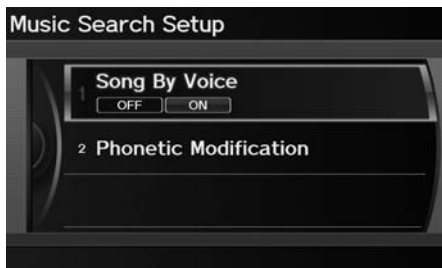 Music Search Setup
1 Song By Voice
OFF ON
2 Phonetic Modification